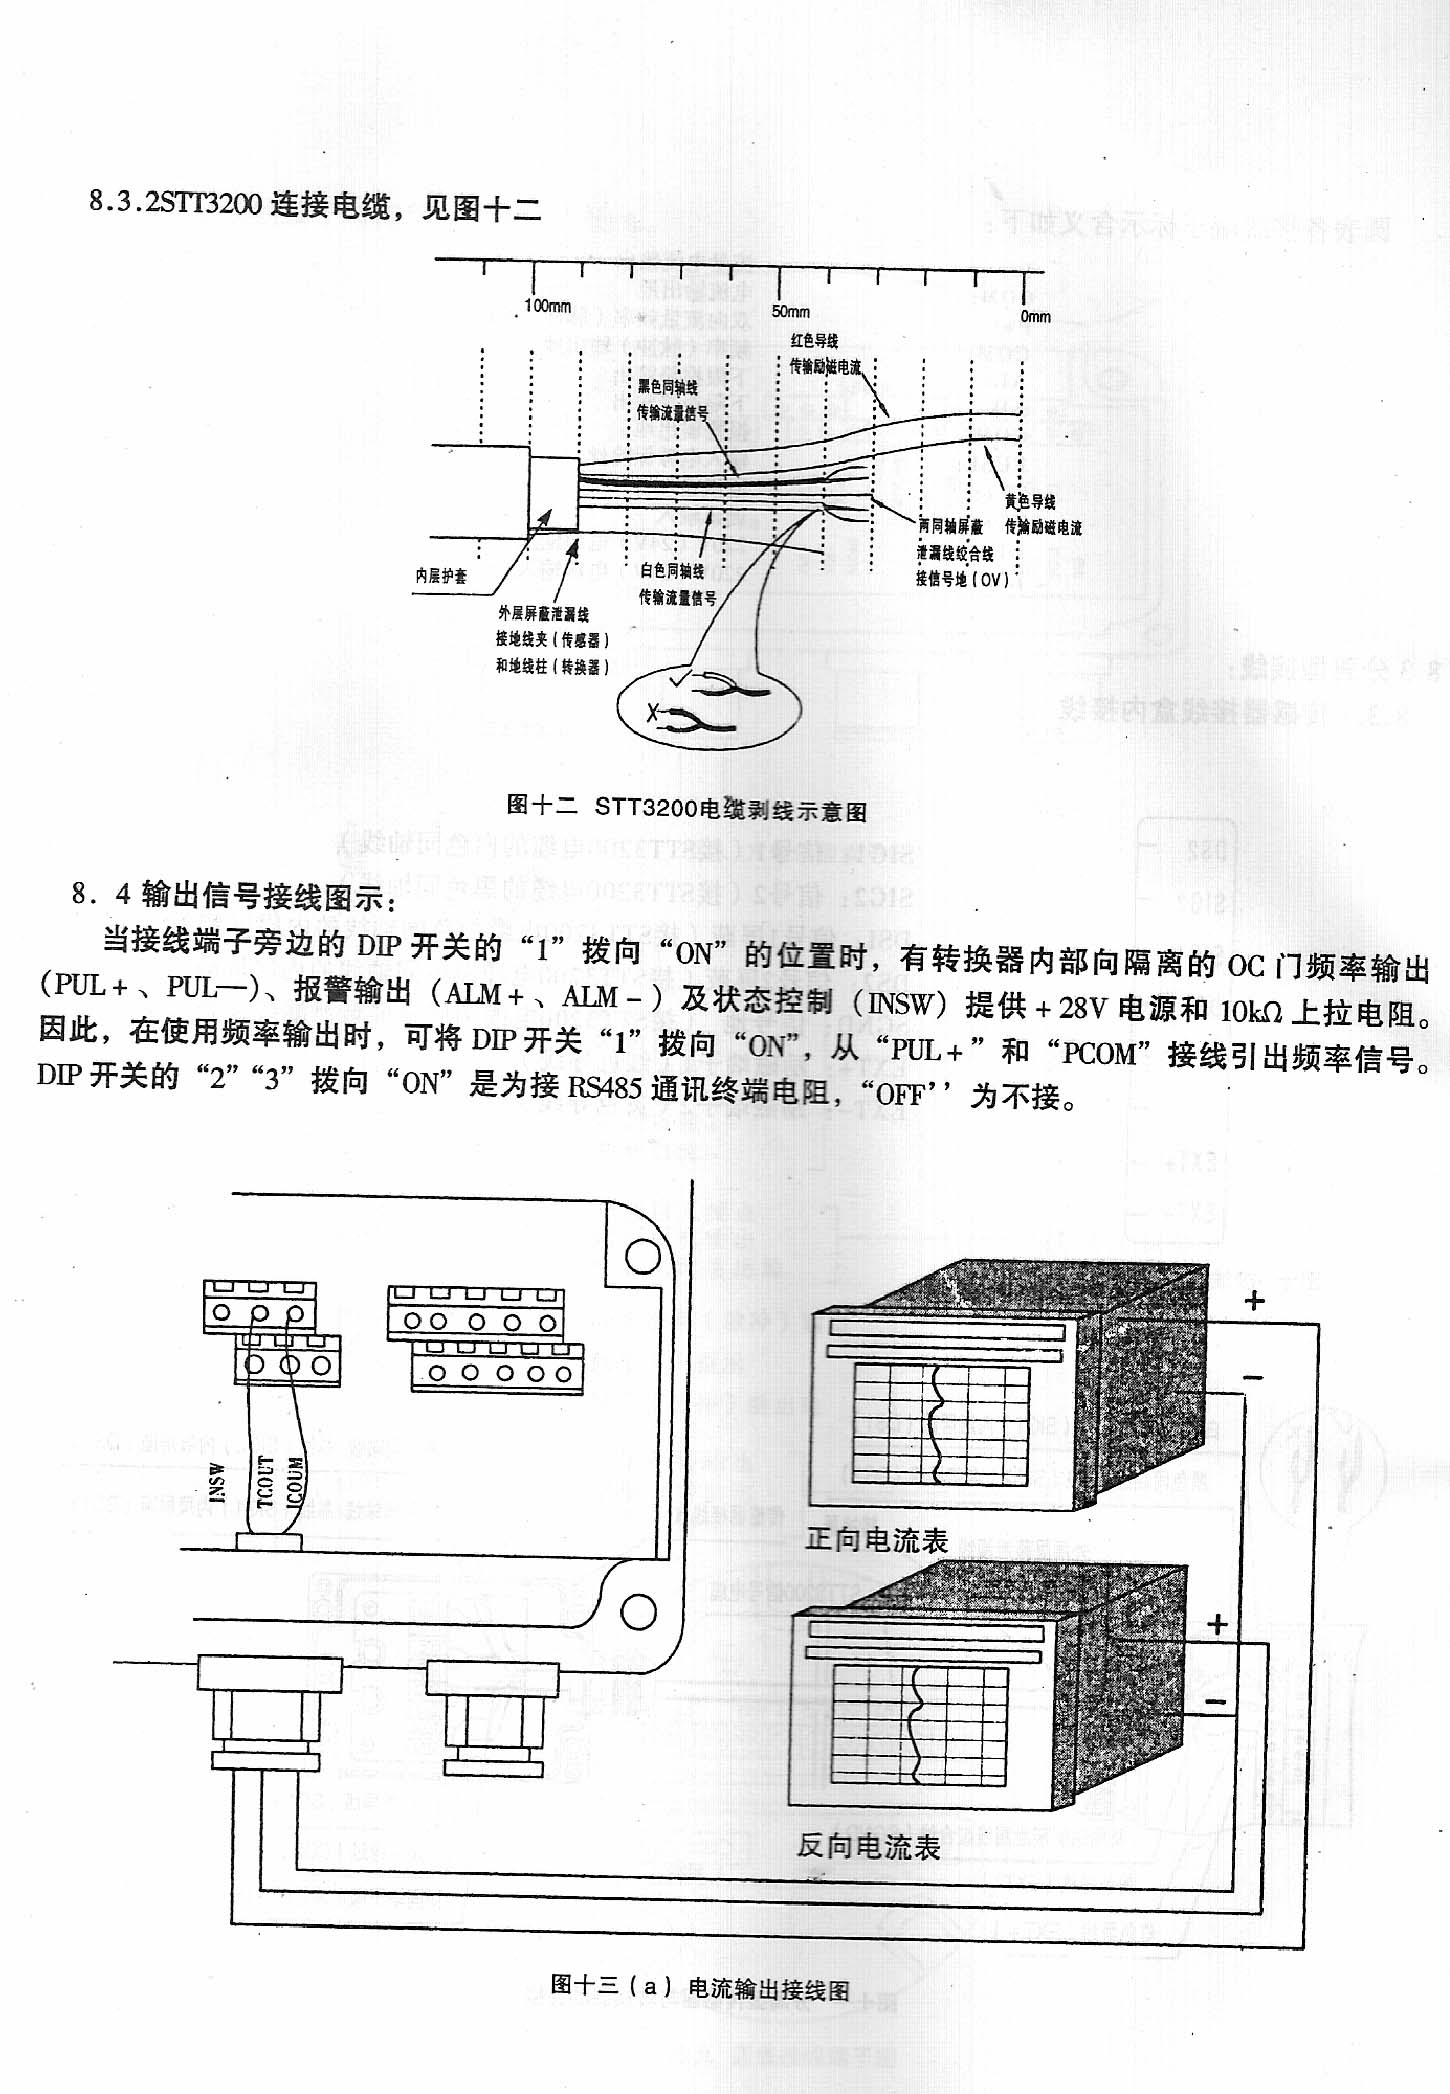 8.3.2STT3200 连接电缆，见图十二
100mm
50mm
0mm
红色导线
传输励磁电流
黑色同轴线
传输流量信号
黄色导线
传输励磁电流
两同轴屏蔽
泄漏线绞合线
接信号地(OV)
内层护套
白色同轴线
传输流量信号
外层屏蔽泄漏线
接地线夹(传感器)
和地线柱(转换器)
图十二 STT3200电缆剥线示意图
8．4 输出信号接线图示：
当接线端子旁边的 DIP 开关的“1”拨向“ON”的位置时，有转换器内部向隔离的 OC 门频率输出
(PUL+、PUL—)、报警输出（ALM+、ALM-）及状态控制（INSW）提供+28V 电源和 10kΩ 上拉电阻。
因此，在使用频率输出时，可将 DIP 开关“1”拨向“ON”，从“PUL+”和“PCOM”接线引出频率信号。
DIP 开关的“2”“3”拨向“ON”是为接 RS485 通讯终端电阻，“OFF’’为不接。
INSW
TCOUT
ICOUM
+
−
正向电流表
+
−
反向电流表
图十三(a) 电流输出接线图